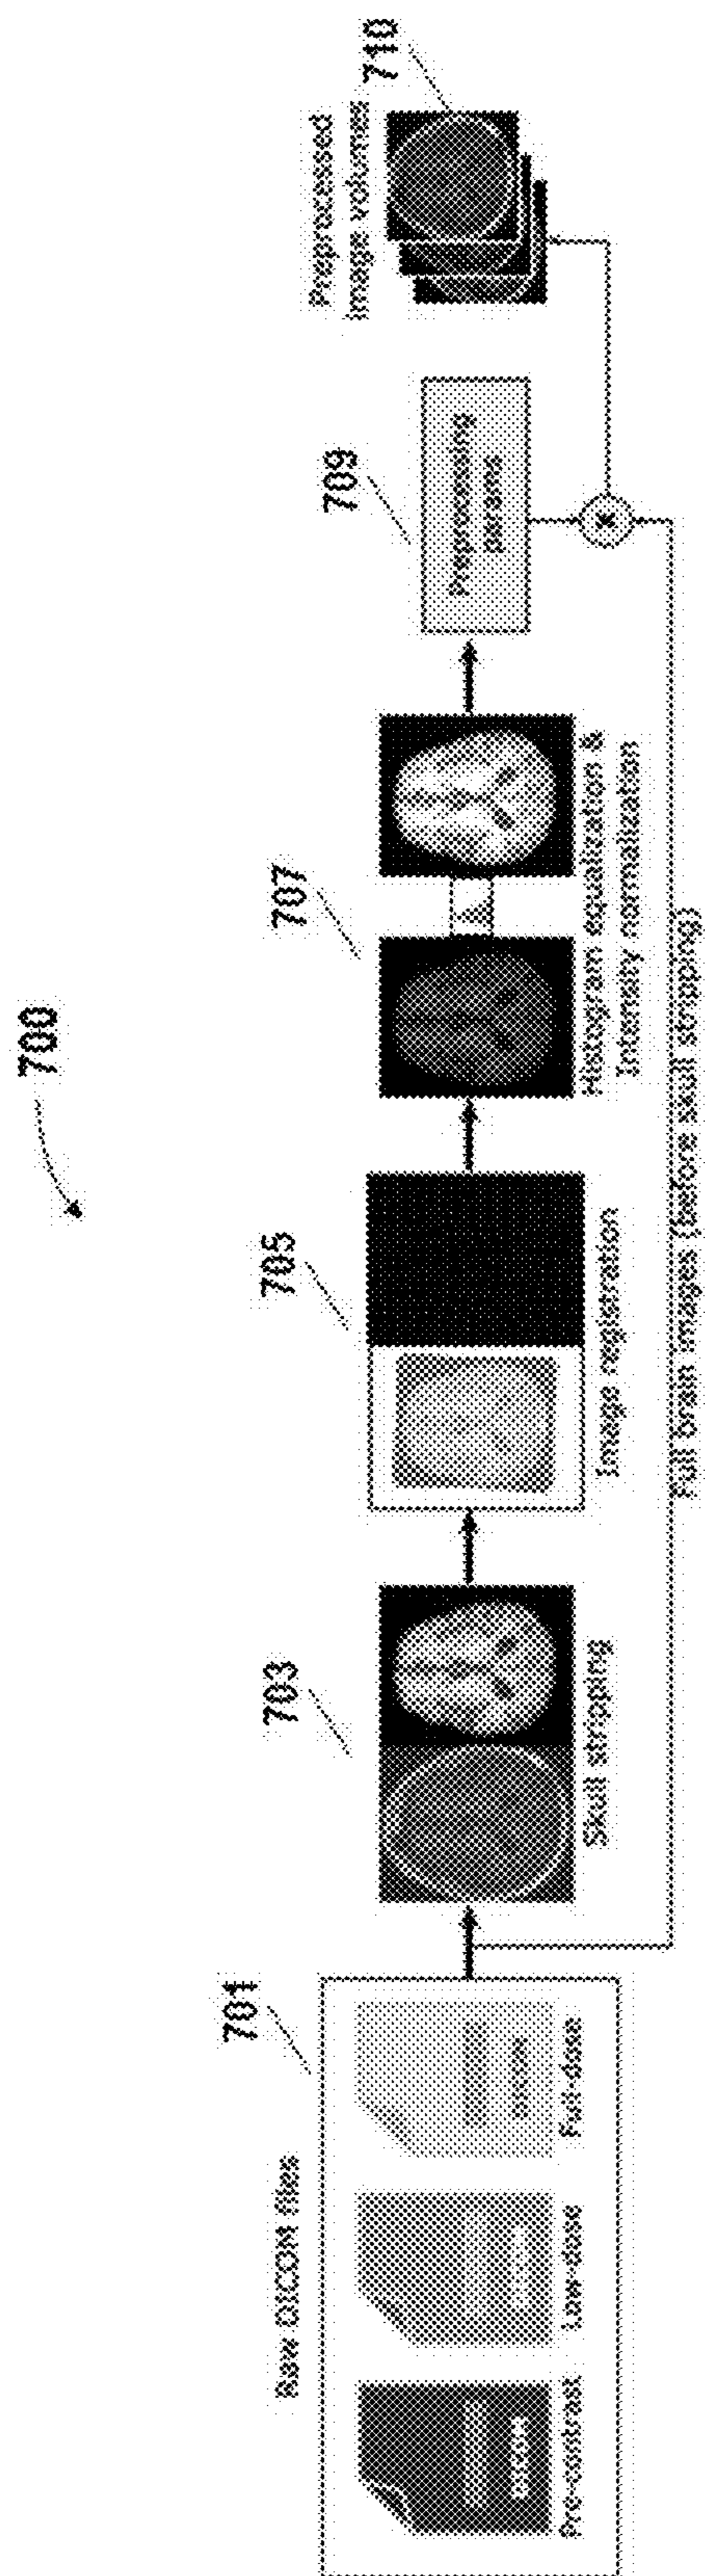 700
Raw DICOM files
701
Pre-contrast
Low-dose
Full-dose
DICOM
703
Skull stripping
705
Image registration
707
Histogram equalization &
Intensity normalization
709
Preprocessing
params
Preprocessed
image volumes
710
Full brain images (before skull stripping)